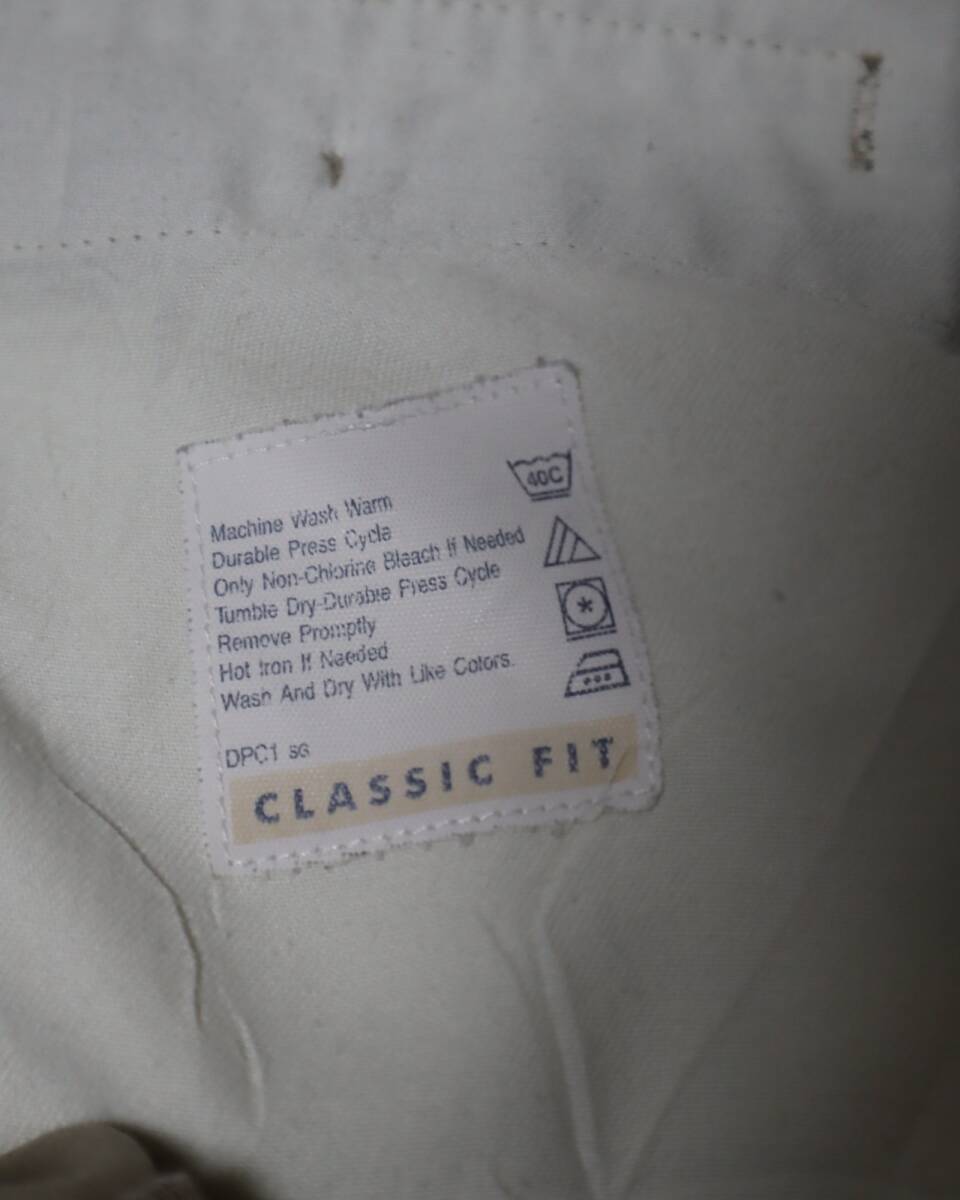 Machine Wash Warm
Durable Press Cycle
Only Non-Chlorine Bleach If Needed
Tumble Dry-Durable Press Cycle
Remove Promptly
Hot Iron If Needed
Wash And Dry With Like Colors.
40C
DPC1 SG
CLASSIC FIT